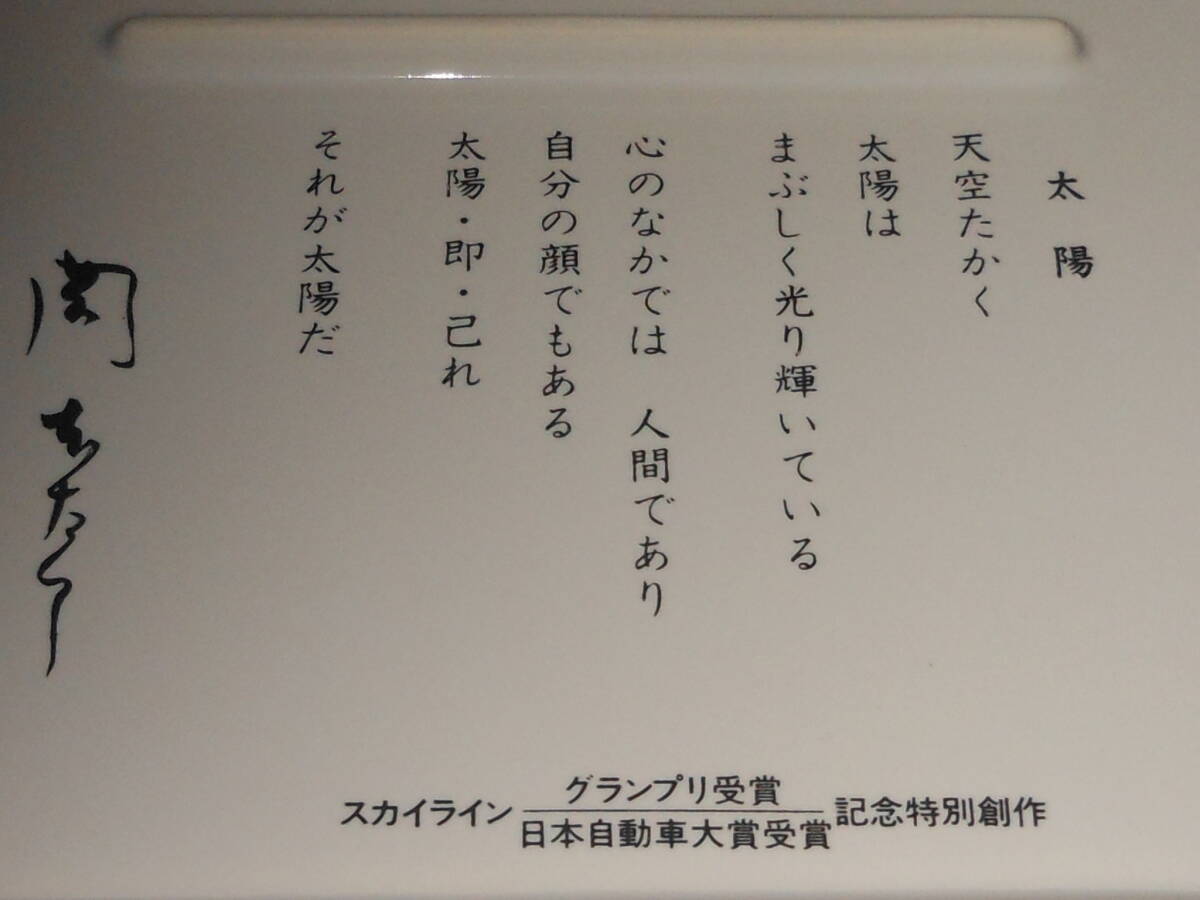 太陽
天空たかく
太陽は
まぶしく光り輝いている
心のなかでは　人間であり
自分の顔でもある
太陽・即・己れ
それが太陽だ
スカイライン グランプリ受賞 日本自動車大賞受賞 記念特別創作